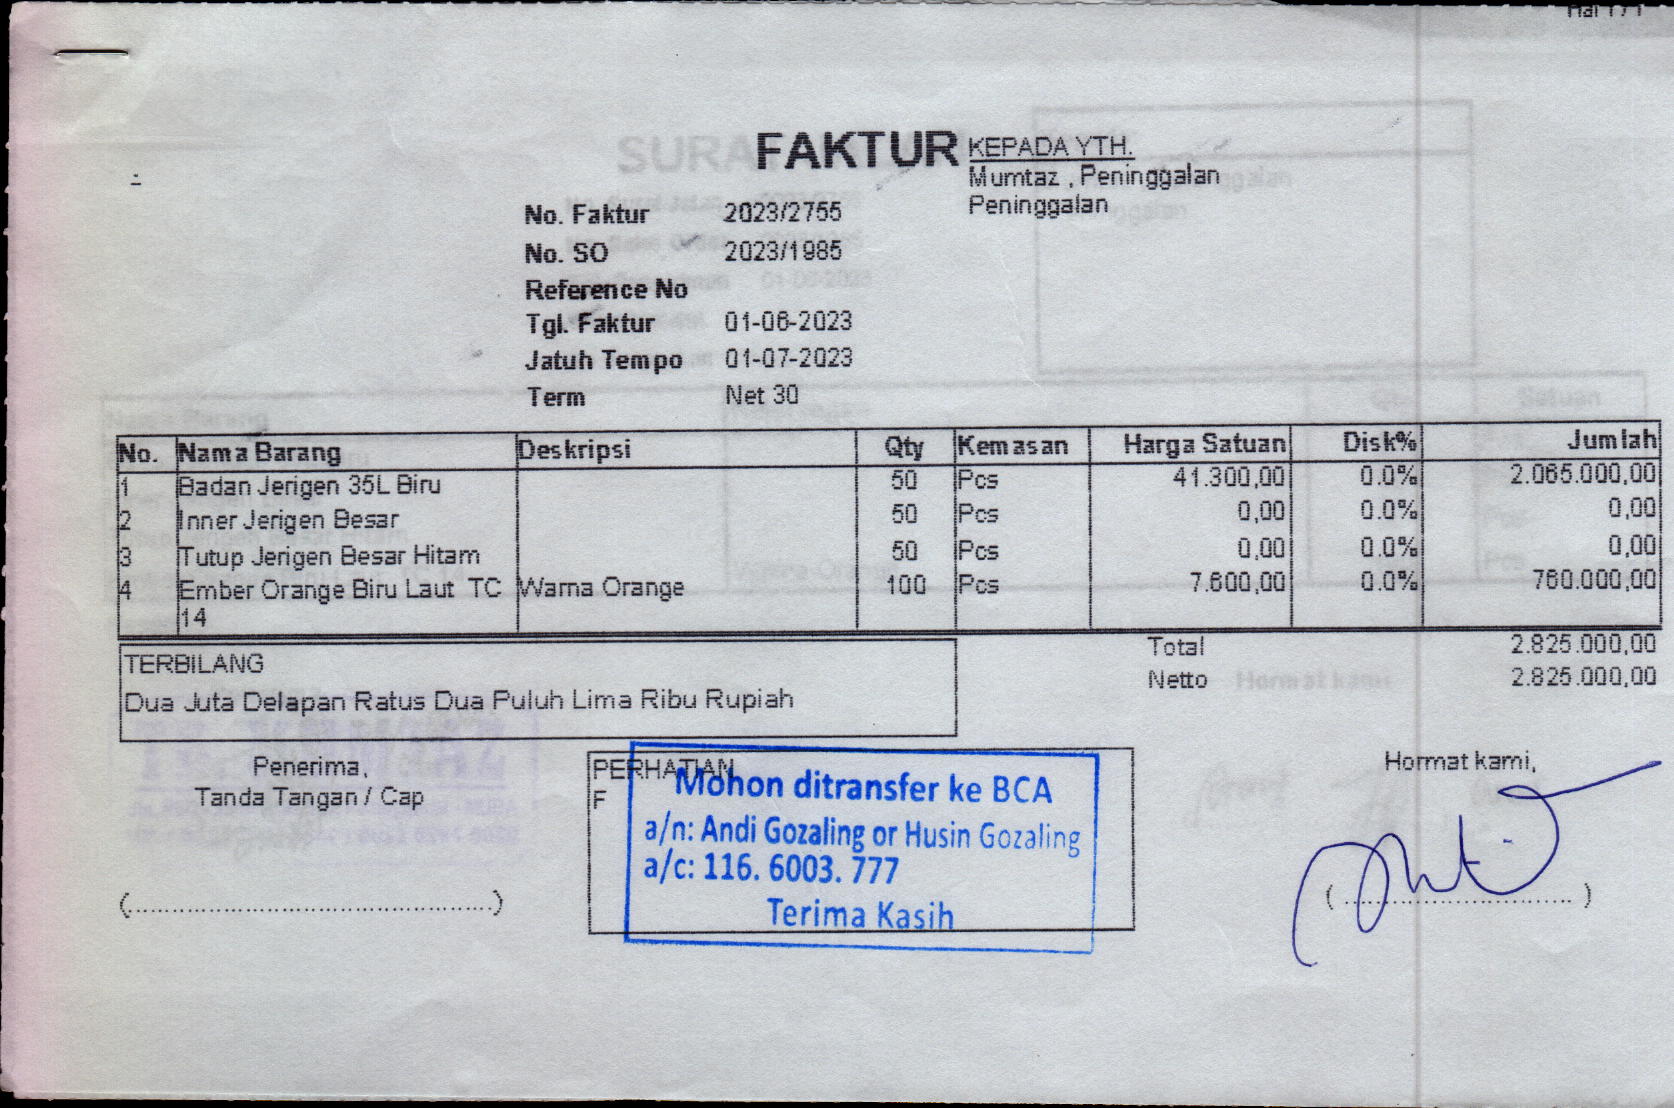 Hal 1 / 1
FAKTUR
KEPADA YTH.
Mumtaz , Peninggalan
Peninggalan
No. Faktur 2023/2755
No. SO 2023/1985
Reference No
Tgl. Faktur 01-06-2023
Jatuh Tempo 01-07-2023
Term Net 30
No. Nama Barang Deskripsi Qty Kemasan Harga Satuan Disk% Jumlah
1 Badan Jerigen 35L Biru 50 Pcs 41.300,00 0.0% 2.065.000,00
2 Inner Jerigen Besar 50 Pcs 0,00 0.0% 0,00
3 Tutup Jerigen Besar Hitam 50 Pcs 0,00 0.0% 0,00
4 Ember Orange Biru Laut TC Warna Orange 100 Pcs 7.600,00 0.0% 760.000,00
14
Total 2.825.000,00
Netto 2.825.000,00
TERBILANG
Dua Juta Delapan Ratus Dua Puluh Lima Ribu Rupiah
Penerima,
Tanda Tangan / Cap
(...............................................)
PERHATIAN
F
Mohon ditransfer ke BCA
a/n: Andi Gozaling or Husin Gozaling
a/c: 116. 6003. 777
Terima Kasih
Hormat kami,
(..............................)